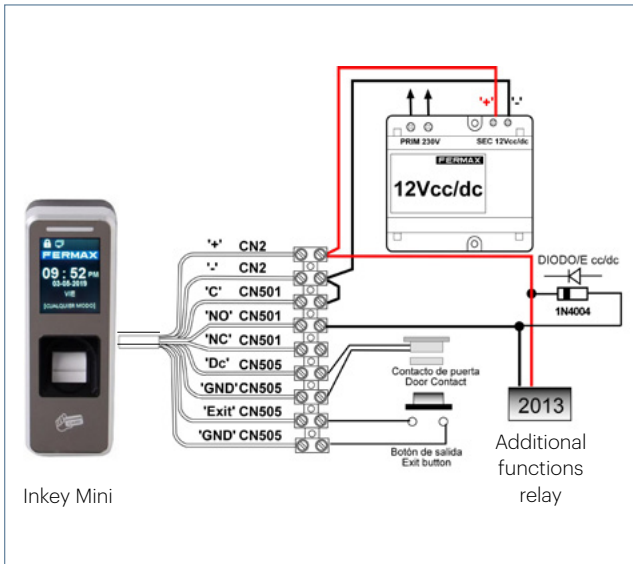 '+' '-'
PRIM 230V SEC 12Vcc/dc
FERMAX
12Vcc/dc
FERMAX
09 : 52 PM
03-05-2019
VIE
[CUALQUIER MODO]
'+' CN2
'-' CN2
'C' CN501
'NO' CN501
'NC' CN501
'Dc' CN505
'GND' CN505
'Exit' CN505
'GND' CN505
DIODO/E cc/dc
1N4004
Contacto de puerta
Door Contact
Botón de salida
Exit button
2013
Additional
functions
relay
Inkey Mini